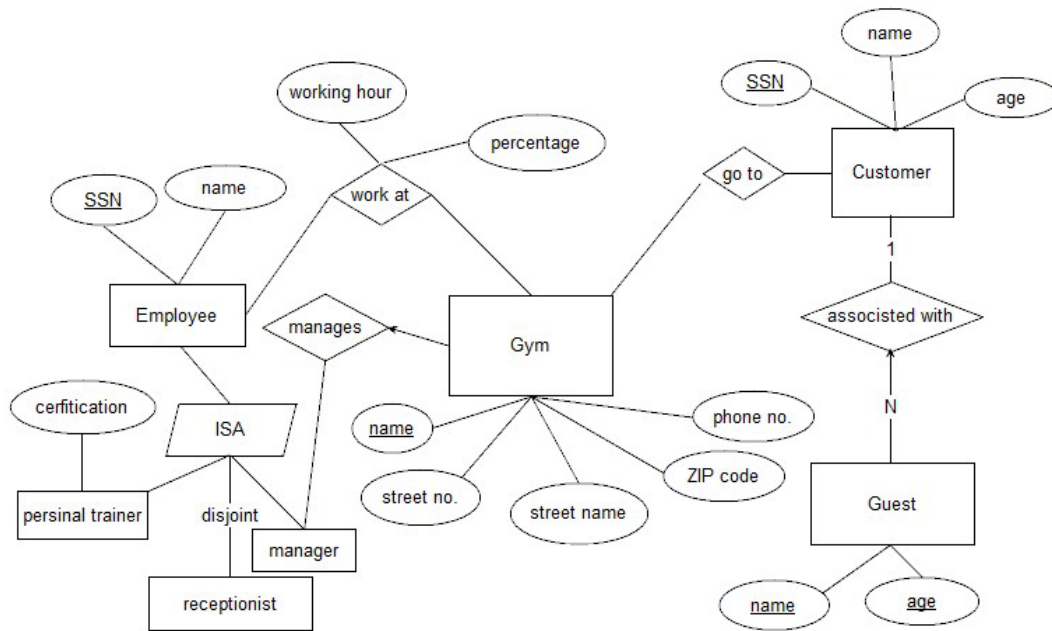 name
SSN
age
working hour
percentage
Customer
go to
SSN
name
work at
1
Employee
manages
Gym
associsted with
cerfitication
ISA
name
phone no.
N
street no.
ZIP code
street name
persinal trainer
disjoint
manager
Guest
receptionist
name
age